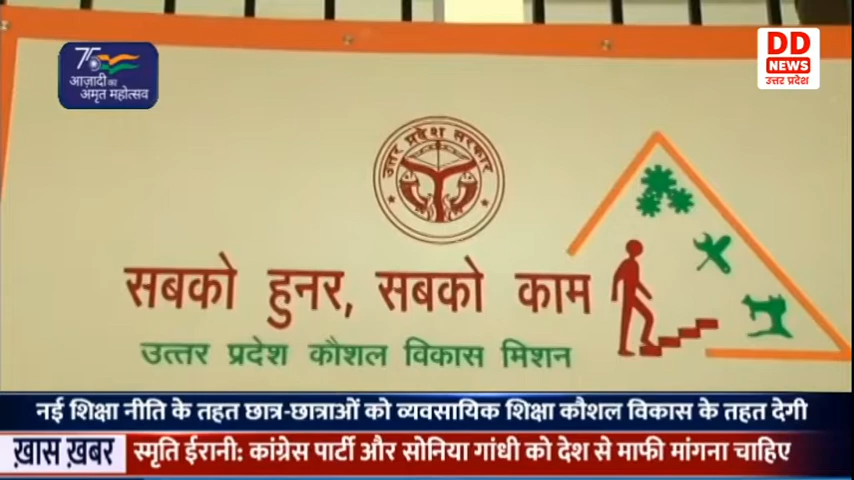 75
आज़ादी का
अमृत महोत्सव
DD
NEWS
उत्तर प्रदेश
उत्तर प्रदेश सरकार
सबको हुनर, सबको काम
उत्तर प्रदेश कौशल विकास मिशन
नई शिक्षा नीति के तहत छात्र-छात्राओं को व्यवसायिक शिक्षा कौशल विकास के तहत देगी
ख़ास ख़बर
स्मृति ईरानी: कांग्रेस पार्टी और सोनिया गांधी को देश से माफी मांगना चाहिए